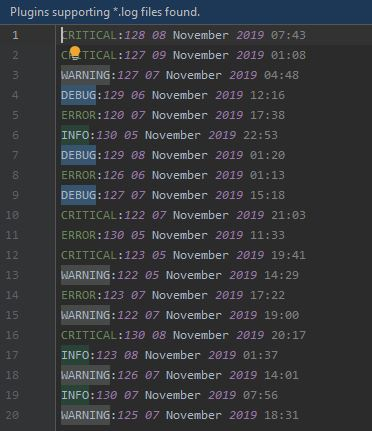 Plugins supporting *.log files found.
1 CRITICAL:128 08 November 2019 07:43
2 CRITICAL:127 09 November 2019 01:08
3 WARNING:127 07 November 2019 04:48
4 DEBUG:129 06 November 2019 12:16
5 ERROR:120 07 November 2019 17:38
6 INFO:130 05 November 2019 22:53
7 DEBUG:129 08 November 2019 01:20
8 ERROR:126 06 November 2019 01:13
9 DEBUG:127 07 November 2019 15:18
10 CRITICAL:122 07 November 2019 21:03
11 ERROR:130 05 November 2019 11:33
12 CRITICAL:123 05 November 2019 19:41
13 WARNING:122 05 November 2019 14:29
14 ERROR:123 07 November 2019 17:22
15 WARNING:122 07 November 2019 19:00
16 CRITICAL:130 08 November 2019 20:17
17 INFO:123 08 November 2019 01:37
18 WARNING:126 07 November 2019 14:01
19 INFO:130 07 November 2019 07:56
20 WARNING:125 07 November 2019 18:31